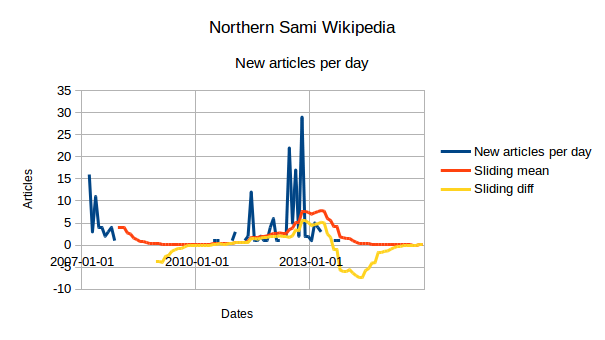 Northern Sami Wikipedia
New articles per day
35
30
25
20
15
10
5
0
-5
-10
Articles
2007-01-01 2010-01-01 2013-01-01
Dates
New articles per day
Sliding mean
Sliding diff